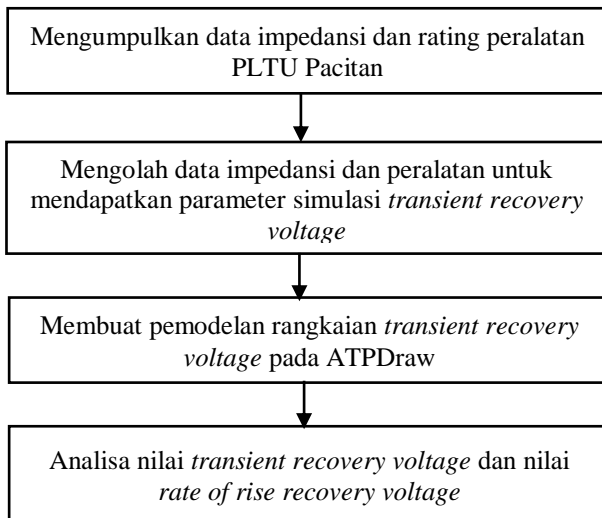 Mengumpulkan data impedansi dan rating peralatan
PLTU Pacitan
Mengolah data impedansi dan peralatan untuk
mendapatkan parameter simulasi transient recovery
voltage
Membuat pemodelan rangkaian transient recovery
voltage pada ATPDraw
Analisa nilai transient recovery voltage dan nilai
rate of rise recovery voltage